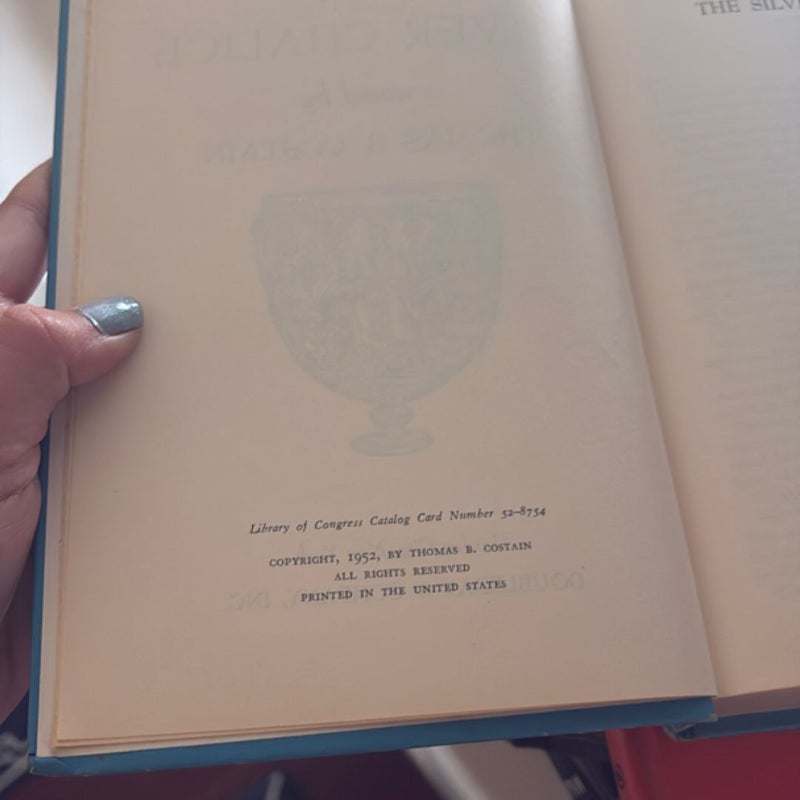 THE SILV
Library of Congress Catalog Card Number 52–8754
COPYRIGHT, 1952, BY THOMAS B. COSTAIN
ALL RIGHTS RESERVED
PRINTED IN THE UNITED STATES